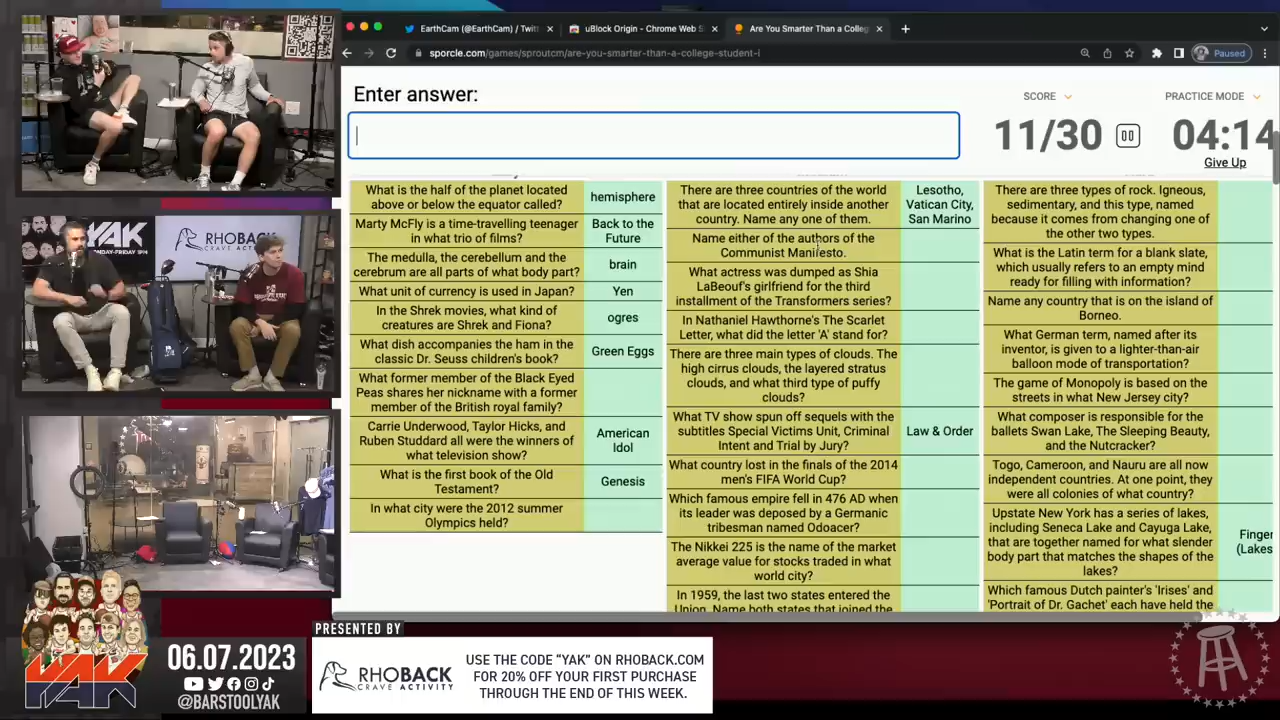 EarthCam (@EarthCam) / Twit
uBlock Origin - Chrome Web S
Are You Smarter Than a Colleg
sporcle.com/games/sproutcm/are-you-smarter-than-a-college-student-i
Paused
Enter answer:
SCORE
PRACTICE MODE
11/30
04:14
Give Up
What is the half of the planet located
above or below the equator called?
hemisphere
Marty McFly is a time-travelling teenager
in what trio of films?
Back to the
Future
The medulla, the cerebellum and the
cerebrum are all parts of what body part?
brain
What unit of currency is used in Japan?
Yen
In the Shrek movies, what kind of
creatures are Shrek and Fiona?
ogres
What dish accompanies the ham in the
classic Dr. Seuss children's book?
Green Eggs
What former member of the Black Eyed
Peas shares her nickname with a former
member of the British royal family?
Carrie Underwood, Taylor Hicks, and
Ruben Studdard all were the winners of
what television show?
American
Idol
What is the first book of the Old
Testament?
Genesis
In what city were the 2012 summer
Olympics held?
There are three countries of the world
that are located entirely inside another
country. Name any one of them.
Lesotho,
Vatican City,
San Marino
Name either of the authors of the
Communist Manifesto.
What actress was dumped as Shia
LaBeouf's girlfriend for the third
installment of the Transformers series?
In Nathaniel Hawthorne's The Scarlet
Letter, what did the letter 'A' stand for?
There are three main types of clouds. The
high cirrus clouds, the layered stratus
clouds, and what third type of puffy
clouds?
What TV show spun off sequels with the
subtitles Special Victims Unit, Criminal
Intent and Trial by Jury?
Law & Order
What country lost in the finals of the 2014
men's FIFA World Cup?
Which famous empire fell in 476 AD when
its leader was deposed by a Germanic
tribesman named Odoacer?
The Nikkei 225 is the name of the market
average value for stocks traded in what
world city?
In 1959, the last two states entered the
Union. Name both states that joined the
There are three types of rock. Igneous,
sedimentary, and this type, named
because it comes from changing one of
the other two types.
What is the Latin term for a blank slate,
which usually refers to an empty mind
ready for filling with information?
Name any country that is on the island of
Borneo.
What German term, named after its
inventor, is given to a lighter-than-air
balloon mode of transportation?
The game of Monopoly is based on the
streets in what New Jersey city?
What composer is responsible for the
ballets Swan Lake, The Sleeping Beauty,
and the Nutcracker?
Togo, Cameroon, and Nauru are all now
independent countries. At one point, they
were all colonies of what country?
Upstate New York has a series of lakes,
including Seneca Lake and Cayuga Lake,
that are together named for what slender
body part that matches the shapes of the
lakes?
Finger
(Lakes
Which famous Dutch painter's 'Irises' and
'Portrait of Dr. Gachet' each have held the
YAK
RHOBACK
YAK
06.07.2023
@BARSTOOLYAK
PRESENTED BY
RHOBACK
CRAVE ACTIVITY
USE THE CODE "YAK" ON RHOBACK.COM
FOR 20% OFF YOUR FIRST PURCHASE
THROUGH THE END OF THIS WEEK.